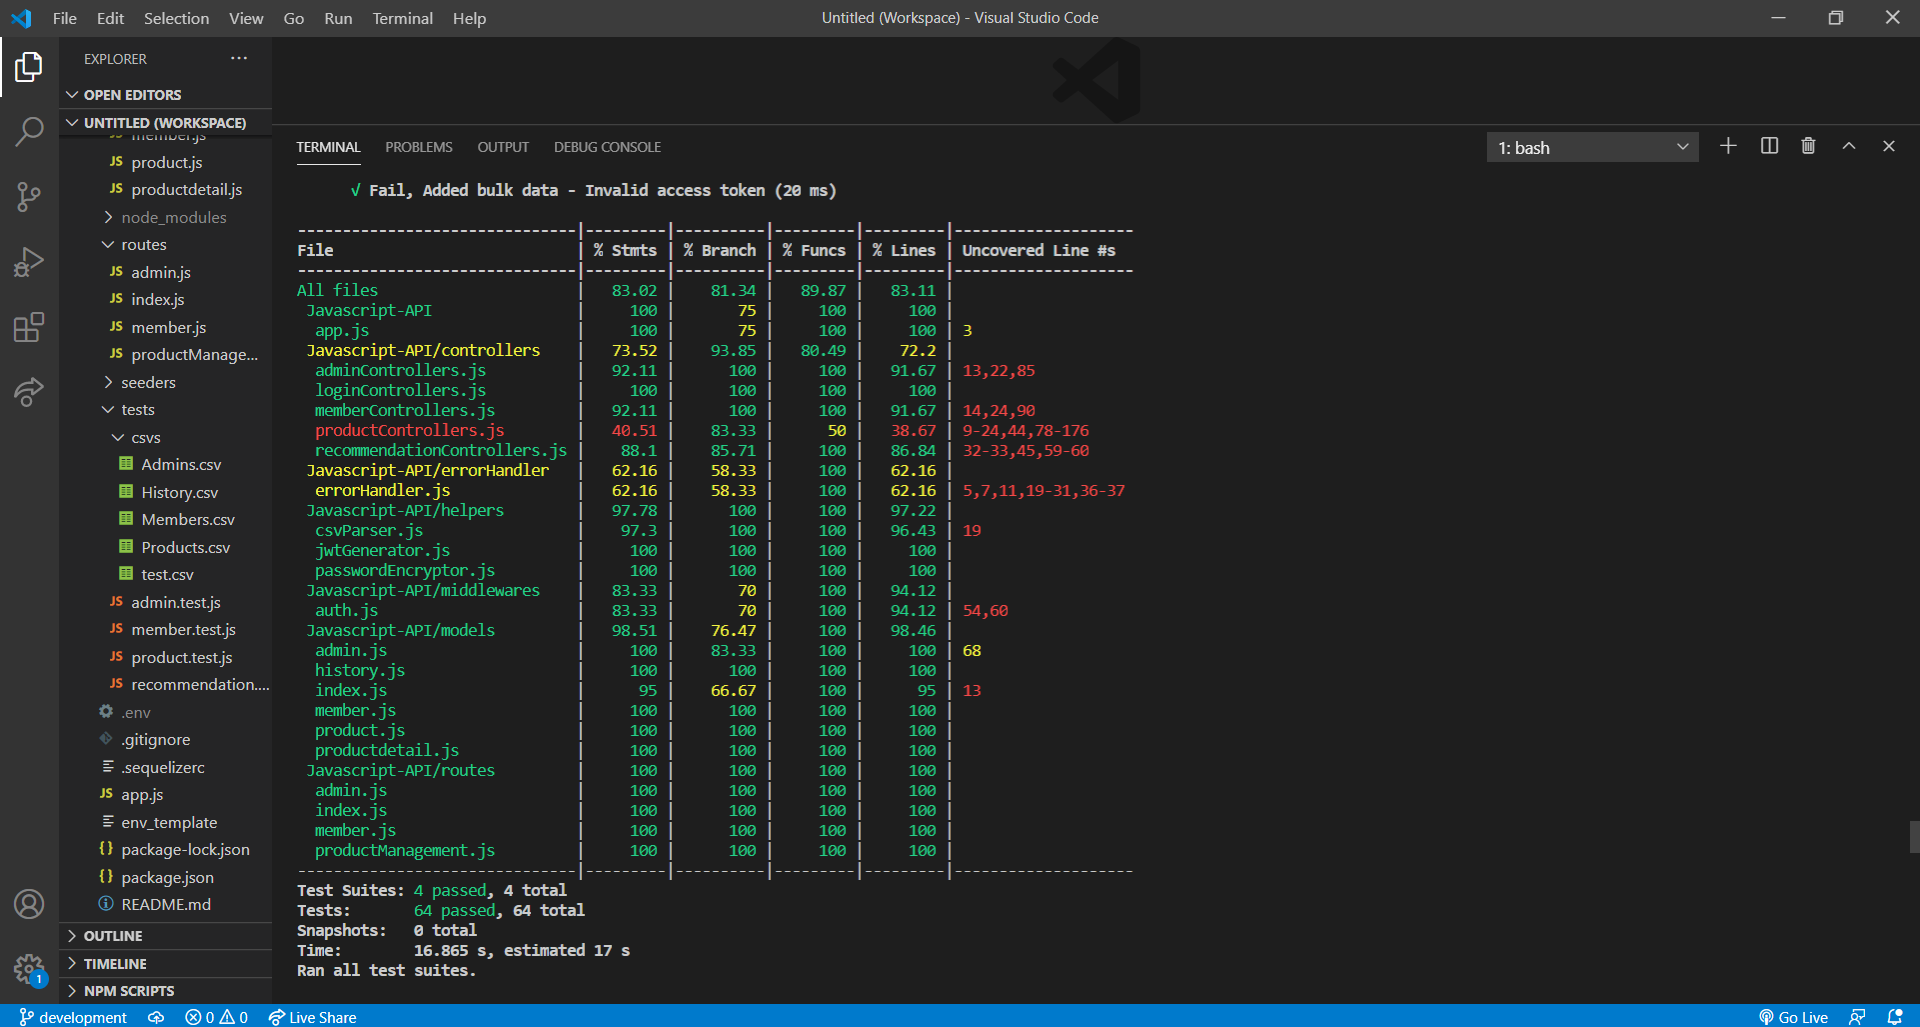 File Edit Selection View Go Run Terminal Help
Untitled (Workspace) - Visual Studio Code
EXPLORER ···
OPEN EDITORS
UNTITLED (WORKSPACE)
member.js
JS product.js
JS productdetail.js
node_modules
routes
JS admin.js
JS index.js
JS member.js
JS productManage...
seeders
tests
csvs
Admins.csv
History.csv
Members.csv
Products.csv
test.csv
JS admin.test.js
JS member.test.js
JS product.test.js
JS recommendation....
.env
.gitignore
.sequelizerc
JS app.js
env_template
{} package-lock.json
{} package.json
README.md
OUTLINE
TIMELINE
NPM SCRIPTS
1
TERMINAL PROBLEMS OUTPUT DEBUG CONSOLE
1: bash
√ Fail, Added bulk data - Invalid access token (20 ms)
-------------------------------|---------|----------|---------|---------|--------------------
File | % Stmts | % Branch | % Funcs | % Lines | Uncovered Line #s
-------------------------------|---------|----------|---------|---------|--------------------
All files | 83.02 | 81.34 | 89.87 | 83.11 |
Javascript-API | 100 | 75 | 100 | 100 |
app.js | 100 | 75 | 100 | 100 | 3
Javascript-API/controllers | 73.52 | 93.85 | 80.49 | 72.2 |
adminControllers.js | 92.11 | 100 | 100 | 91.67 | 13,22,85
loginControllers.js | 100 | 100 | 100 | 100 |
memberControllers.js | 92.11 | 100 | 100 | 91.67 | 14,24,90
productControllers.js | 40.51 | 83.33 | 50 | 38.67 | 9-24,44,78-176
recommendationControllers.js | 88.1 | 85.71 | 100 | 86.84 | 32-33,45,59-60
Javascript-API/errorHandler | 62.16 | 58.33 | 100 | 62.16 |
errorHandler.js | 62.16 | 58.33 | 100 | 62.16 | 5,7,11,19-31,36-37
Javascript-API/helpers | 97.78 | 100 | 100 | 97.22 |
csvParser.js | 97.3 | 100 | 100 | 96.43 | 19
jwtGenerator.js | 100 | 100 | 100 | 100 |
passwordEncryptor.js | 100 | 100 | 100 | 100 |
Javascript-API/middlewares | 83.33 | 70 | 100 | 94.12 |
auth.js | 83.33 | 70 | 100 | 94.12 | 54,60
Javascript-API/models | 98.51 | 76.47 | 100 | 98.46 |
admin.js | 100 | 83.33 | 100 | 100 | 68
history.js | 100 | 100 | 100 | 100 |
index.js | 95 | 66.67 | 100 | 95 | 13
member.js | 100 | 100 | 100 | 100 |
product.js | 100 | 100 | 100 | 100 |
productdetail.js | 100 | 100 | 100 | 100 |
Javascript-API/routes | 100 | 100 | 100 | 100 |
admin.js | 100 | 100 | 100 | 100 |
index.js | 100 | 100 | 100 | 100 |
member.js | 100 | 100 | 100 | 100 |
productManagement.js | 100 | 100 | 100 | 100 |
-------------------------------|---------|----------|---------|---------|--------------------
Test Suites: 4 passed, 4 total
Tests: 64 passed, 64 total
Snapshots: 0 total
Time: 16.865 s, estimated 17 s
Ran all test suites.
development 0 0 Live Share Go Live